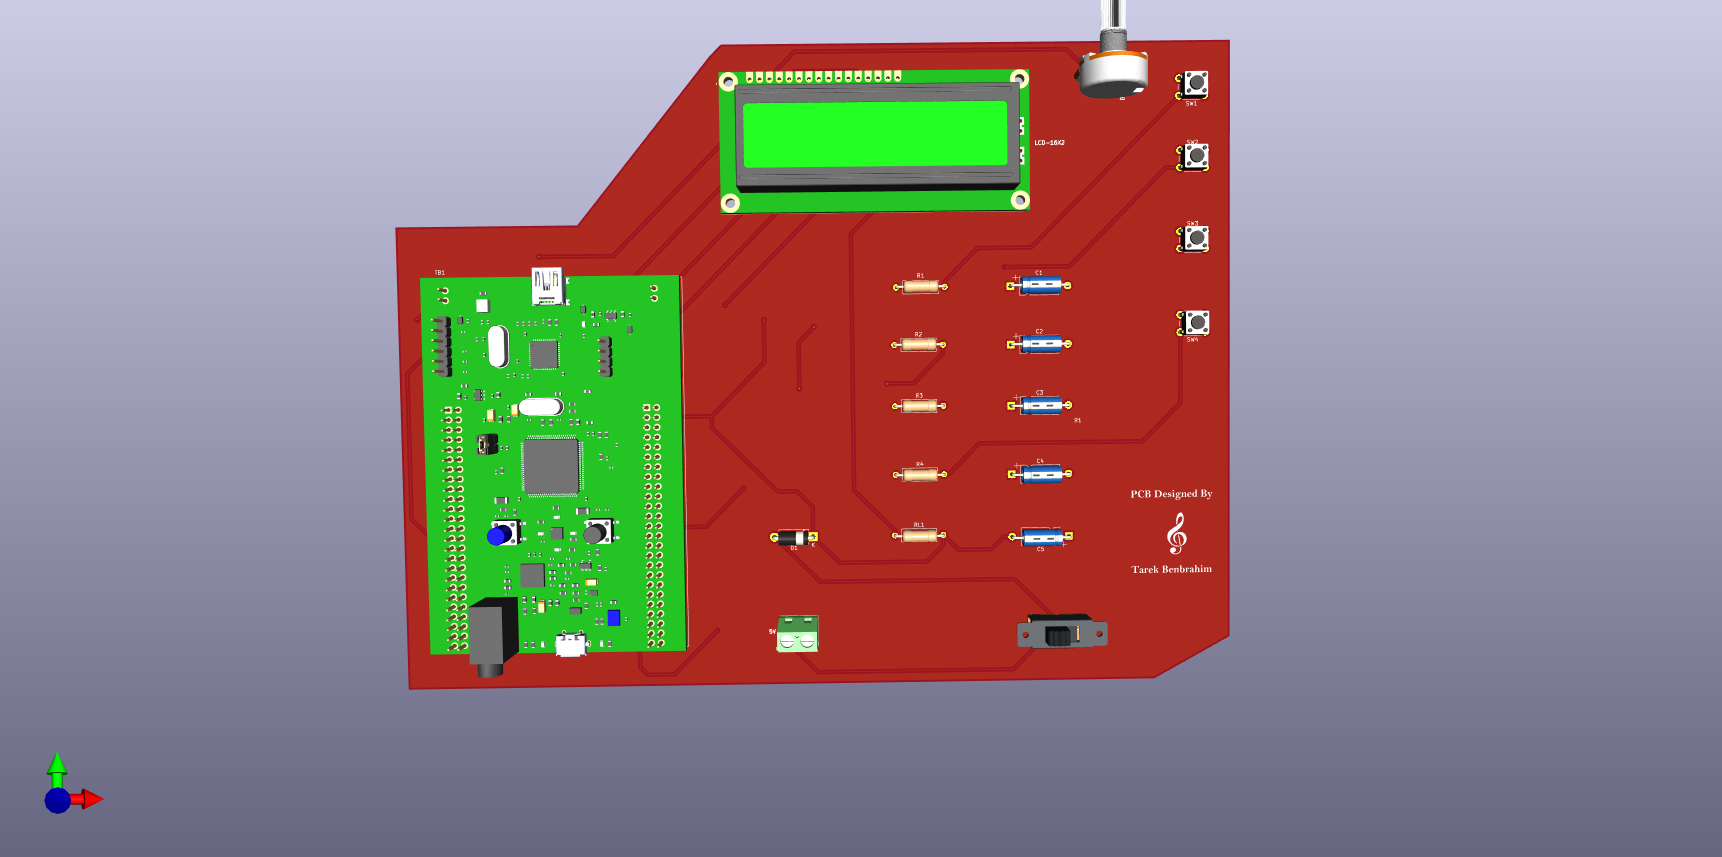 SW1
SW2
LCD-16X2
SW3
TB1
R1
C1
R2
C2
SW4
R3
C3
R1
R4
C4
PCB Designed By
RL1
D1
K
C5
Tarek Benbrahim
5V